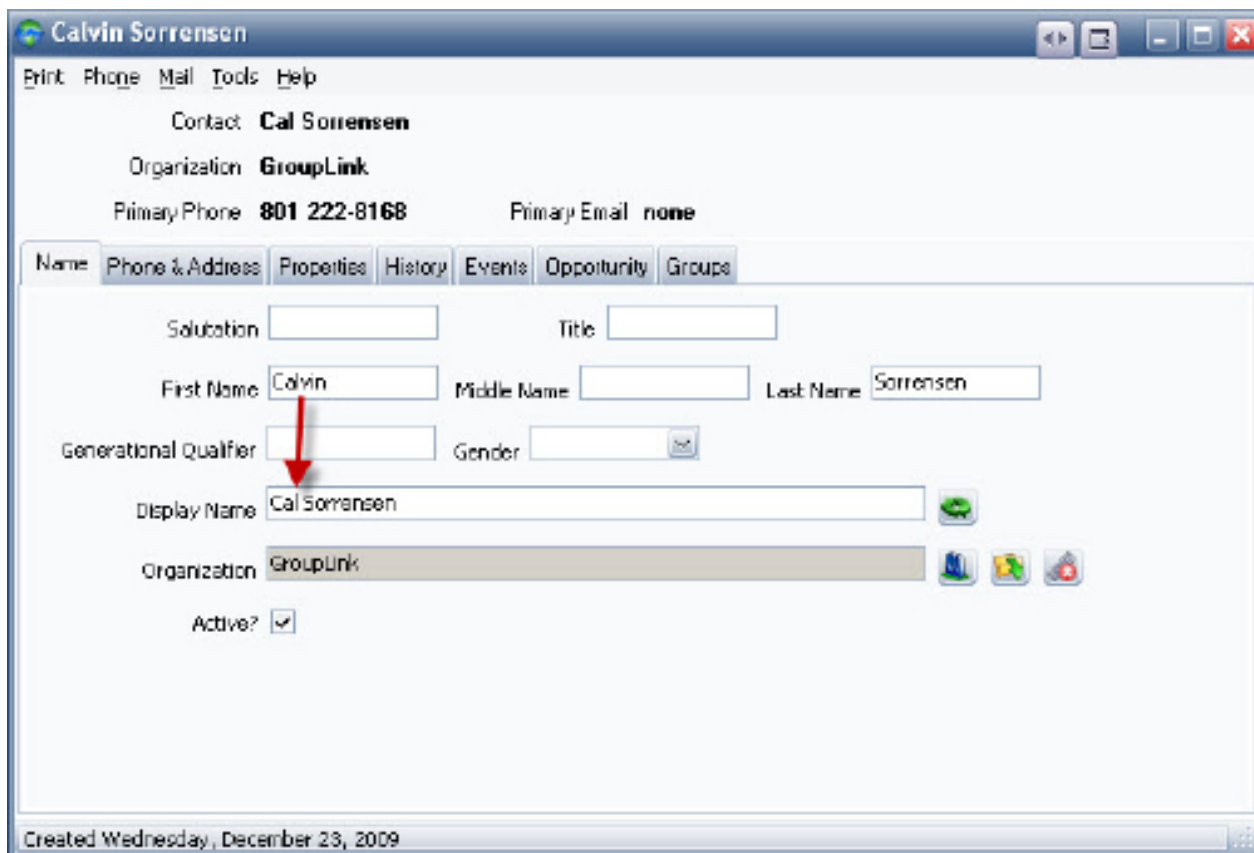 Calvin Sorrensen
Print Phone Mail Tools Help
Contact Cal Sorrensen
Organization GroupLink
Primary Phone 801 222-8168 Primary Email none
Name Phone & Address Properties History Events Opportunity Groups
Salutation Title
First Name Calvin Middle Name Last Name Sorrensen
Generational Qualifier Gender
Display Name Cal Sorrensen
Organization GroupLink
Active?
Created Wednesday, December 23, 2009